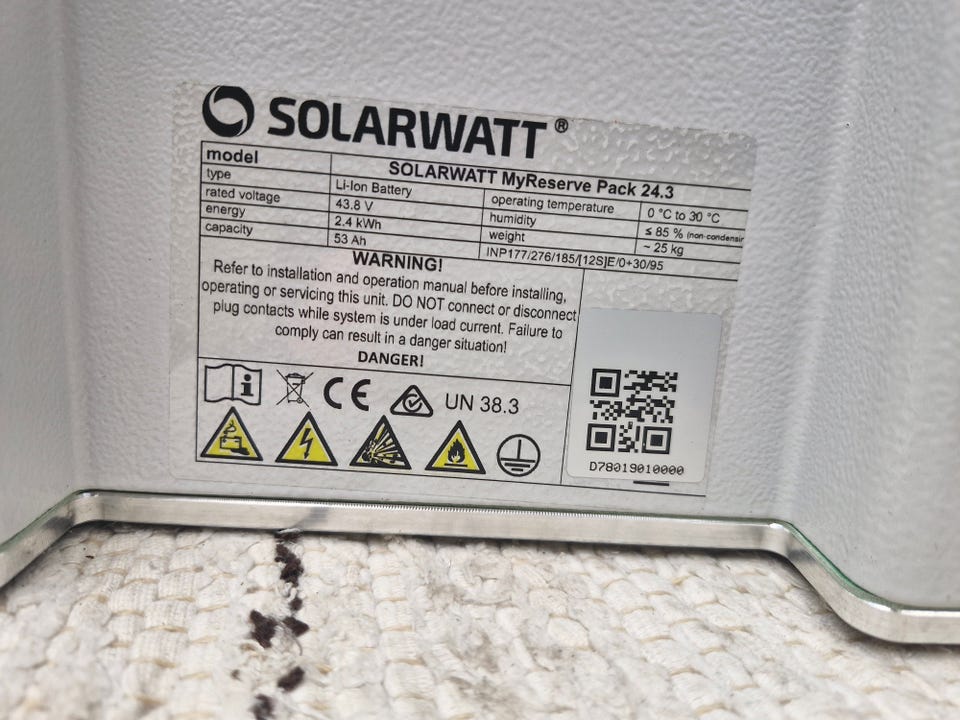 SOLARWATT®
model SOLARWATT MyReserve Pack 24.3
type Li-Ion Battery operating temperature 0 °C to 30 °C
rated voltage 43.8 V humidity ≤ 85 % (non-condensin
energy 2.4 kWh weight ~ 25 kg
capacity 53 Ah INP177/276/185/[12S]E/0+30/95
WARNING!
Refer to installation and operation manual before installing,
operating or servicing this unit. DO NOT connect or disconnect
plug contacts while system is under load current. Failure to
comply can result in a danger situation!
DANGER!
CE UN 38.3
D78019010000